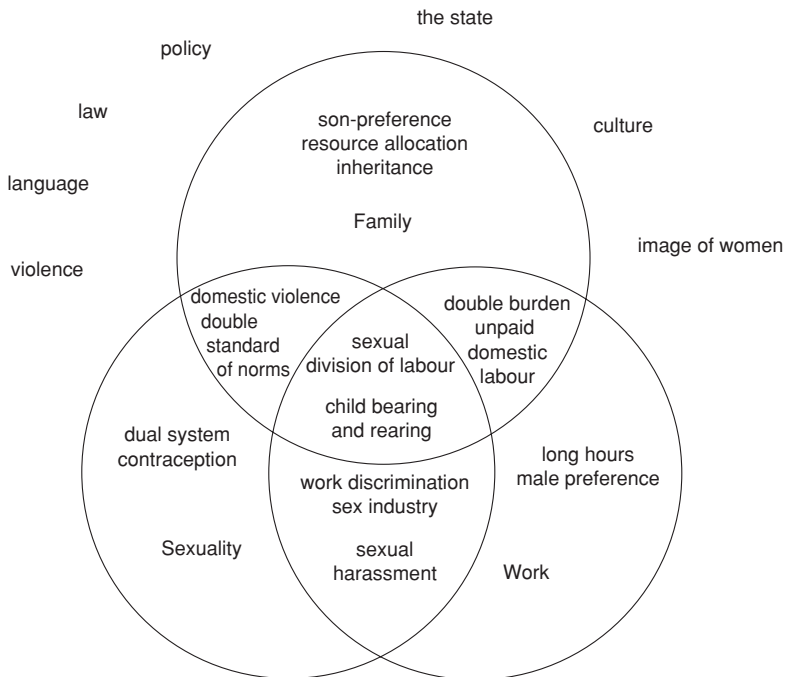 the state
policy
law
culture
language
image of women
violence
son-preference
resource allocation
inheritance
Family
domestic violence
double
standard
of norms
sexual
division of labour
child bearing
and rearing
double burden
unpaid
domestic
labour
dual system
contraception
Sexuality
work discrimination
sex industry
sexual
harassment
long hours
male preference
Work